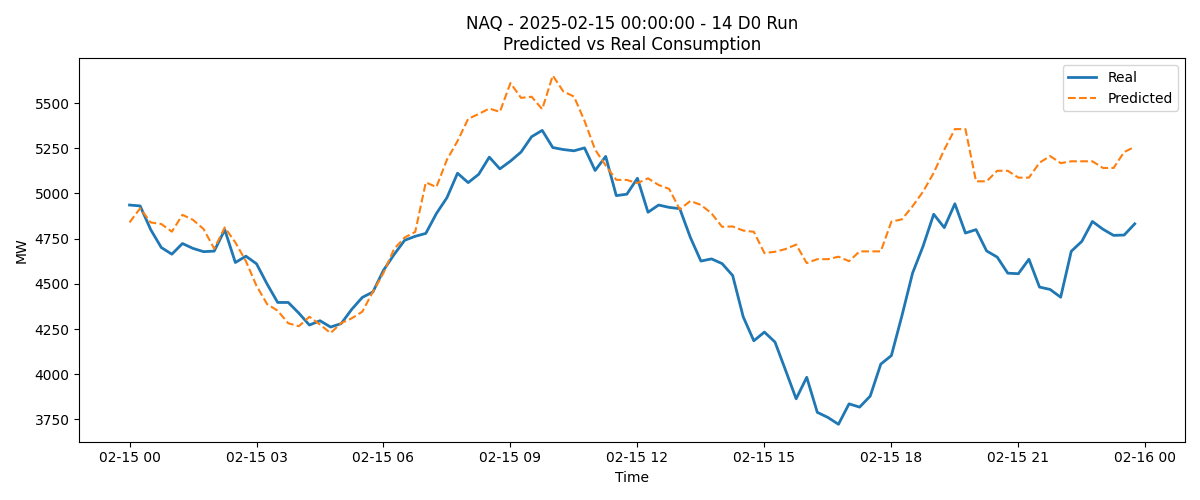 NAQ - 2025-02-15 00:00:00 - 14 D0 Run
Predicted vs Real Consumption
Real
Predicted
MW
5500
5250
5000
4750
4500
4250
4000
3750
02-15 00
02-15 03
02-15 06
02-15 09
02-15 12
02-15 15
02-15 18
02-15 21
02-16 00
Time